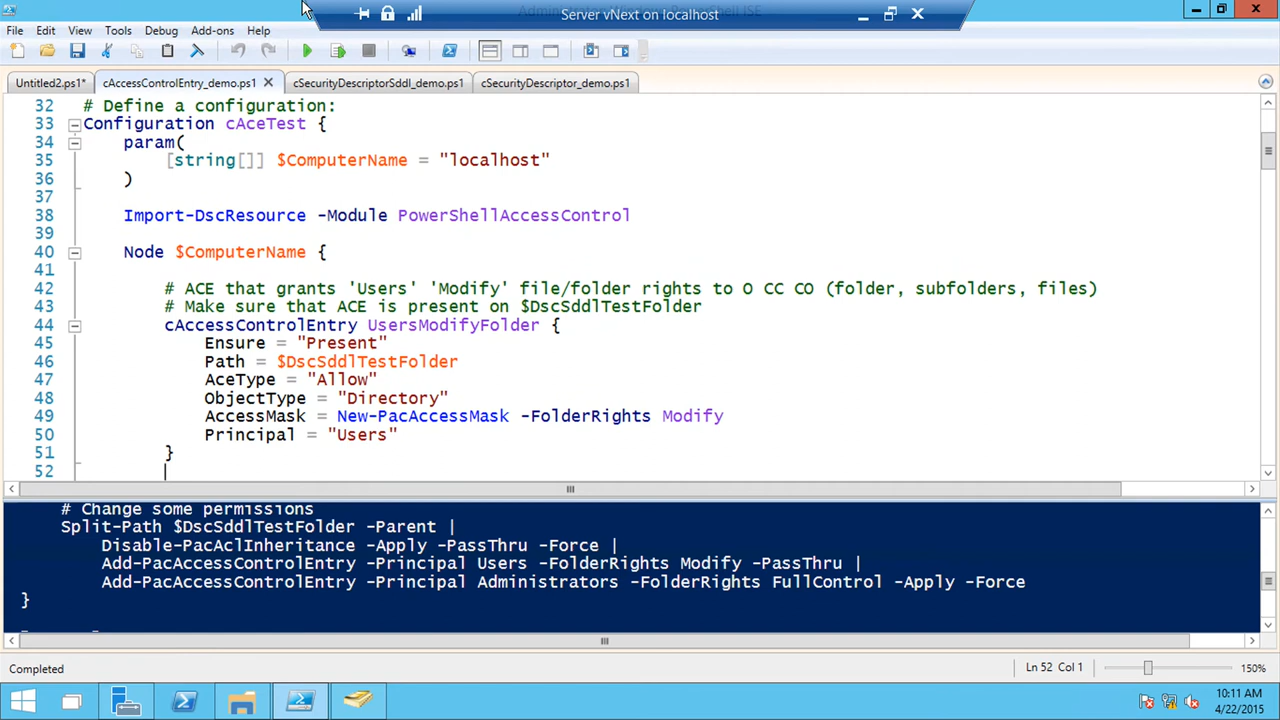 Server vNext on localhost
File Edit View Tools Debug Add-ons Help
Untitled2.ps1* cAccessControlEntry_demo.ps1 cSecurityDescriptorSddl_demo.ps1 cSecurityDescriptor_demo.ps1
32 # Define a configuration:
33 Configuration cAceTest {
34 param(
35 [string[]] $ComputerName = "localhost"
36 )
37
38 Import-DscResource -Module PowerShellAccessControl
39
40 Node $ComputerName {
41
42 # ACE that grants 'Users' 'Modify' file/folder rights to O CC CO (folder, subfolders, files)
43 # Make sure that ACE is present on $DscSddlTestFolder
44 cAccessControlEntry UsersModifyFolder {
45 Ensure = "Present"
46 Path = $DscSddlTestFolder
47 AceType = "Allow"
48 ObjectType = "Directory"
49 AccessMask = New-PacAccessMask -FolderRights Modify
50 Principal = "Users"
51 }
52
# Change some permissions
Split-Path $DscSddlTestFolder -Parent |
Disable-PacAclInheritance -Apply -PassThru -Force |
Add-PacAccessControlEntry -Principal Users -FolderRights Modify -PassThru |
Add-PacAccessControlEntry -Principal Administrators -FolderRights FullControl -Apply -Force
}
Completed Ln 52 Col 1 150%
10:11 AM
4/22/2015